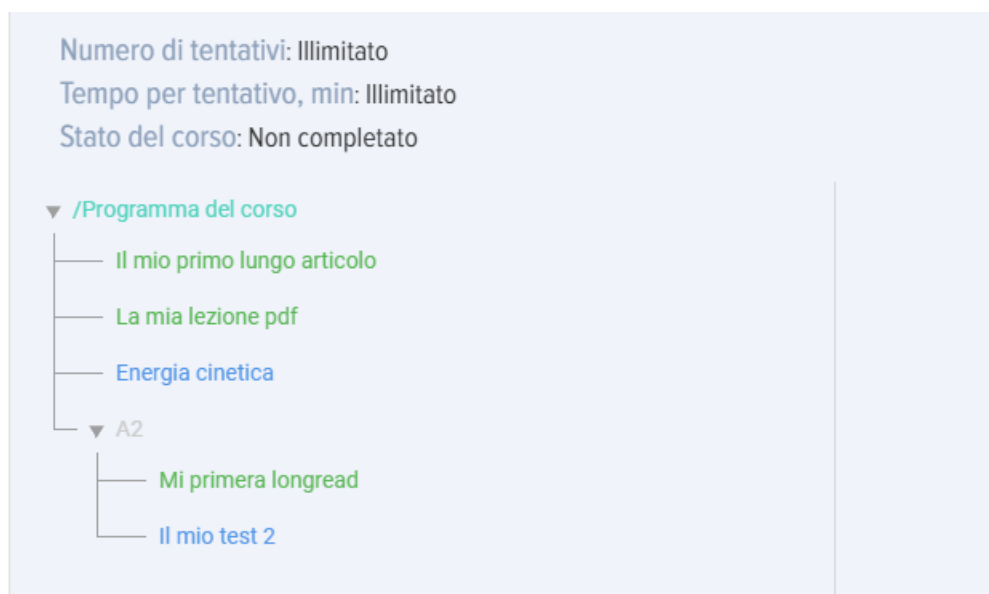 Numero di tentativi: Illimitato
Tempo per tentativo, min: Illimitato
Stato del corso: Non completato
/Programma del corso
Il mio primo lungo articolo
La mia lezione pdf
Energia cinetica
A2
Mi primera longread
Il mio test 2